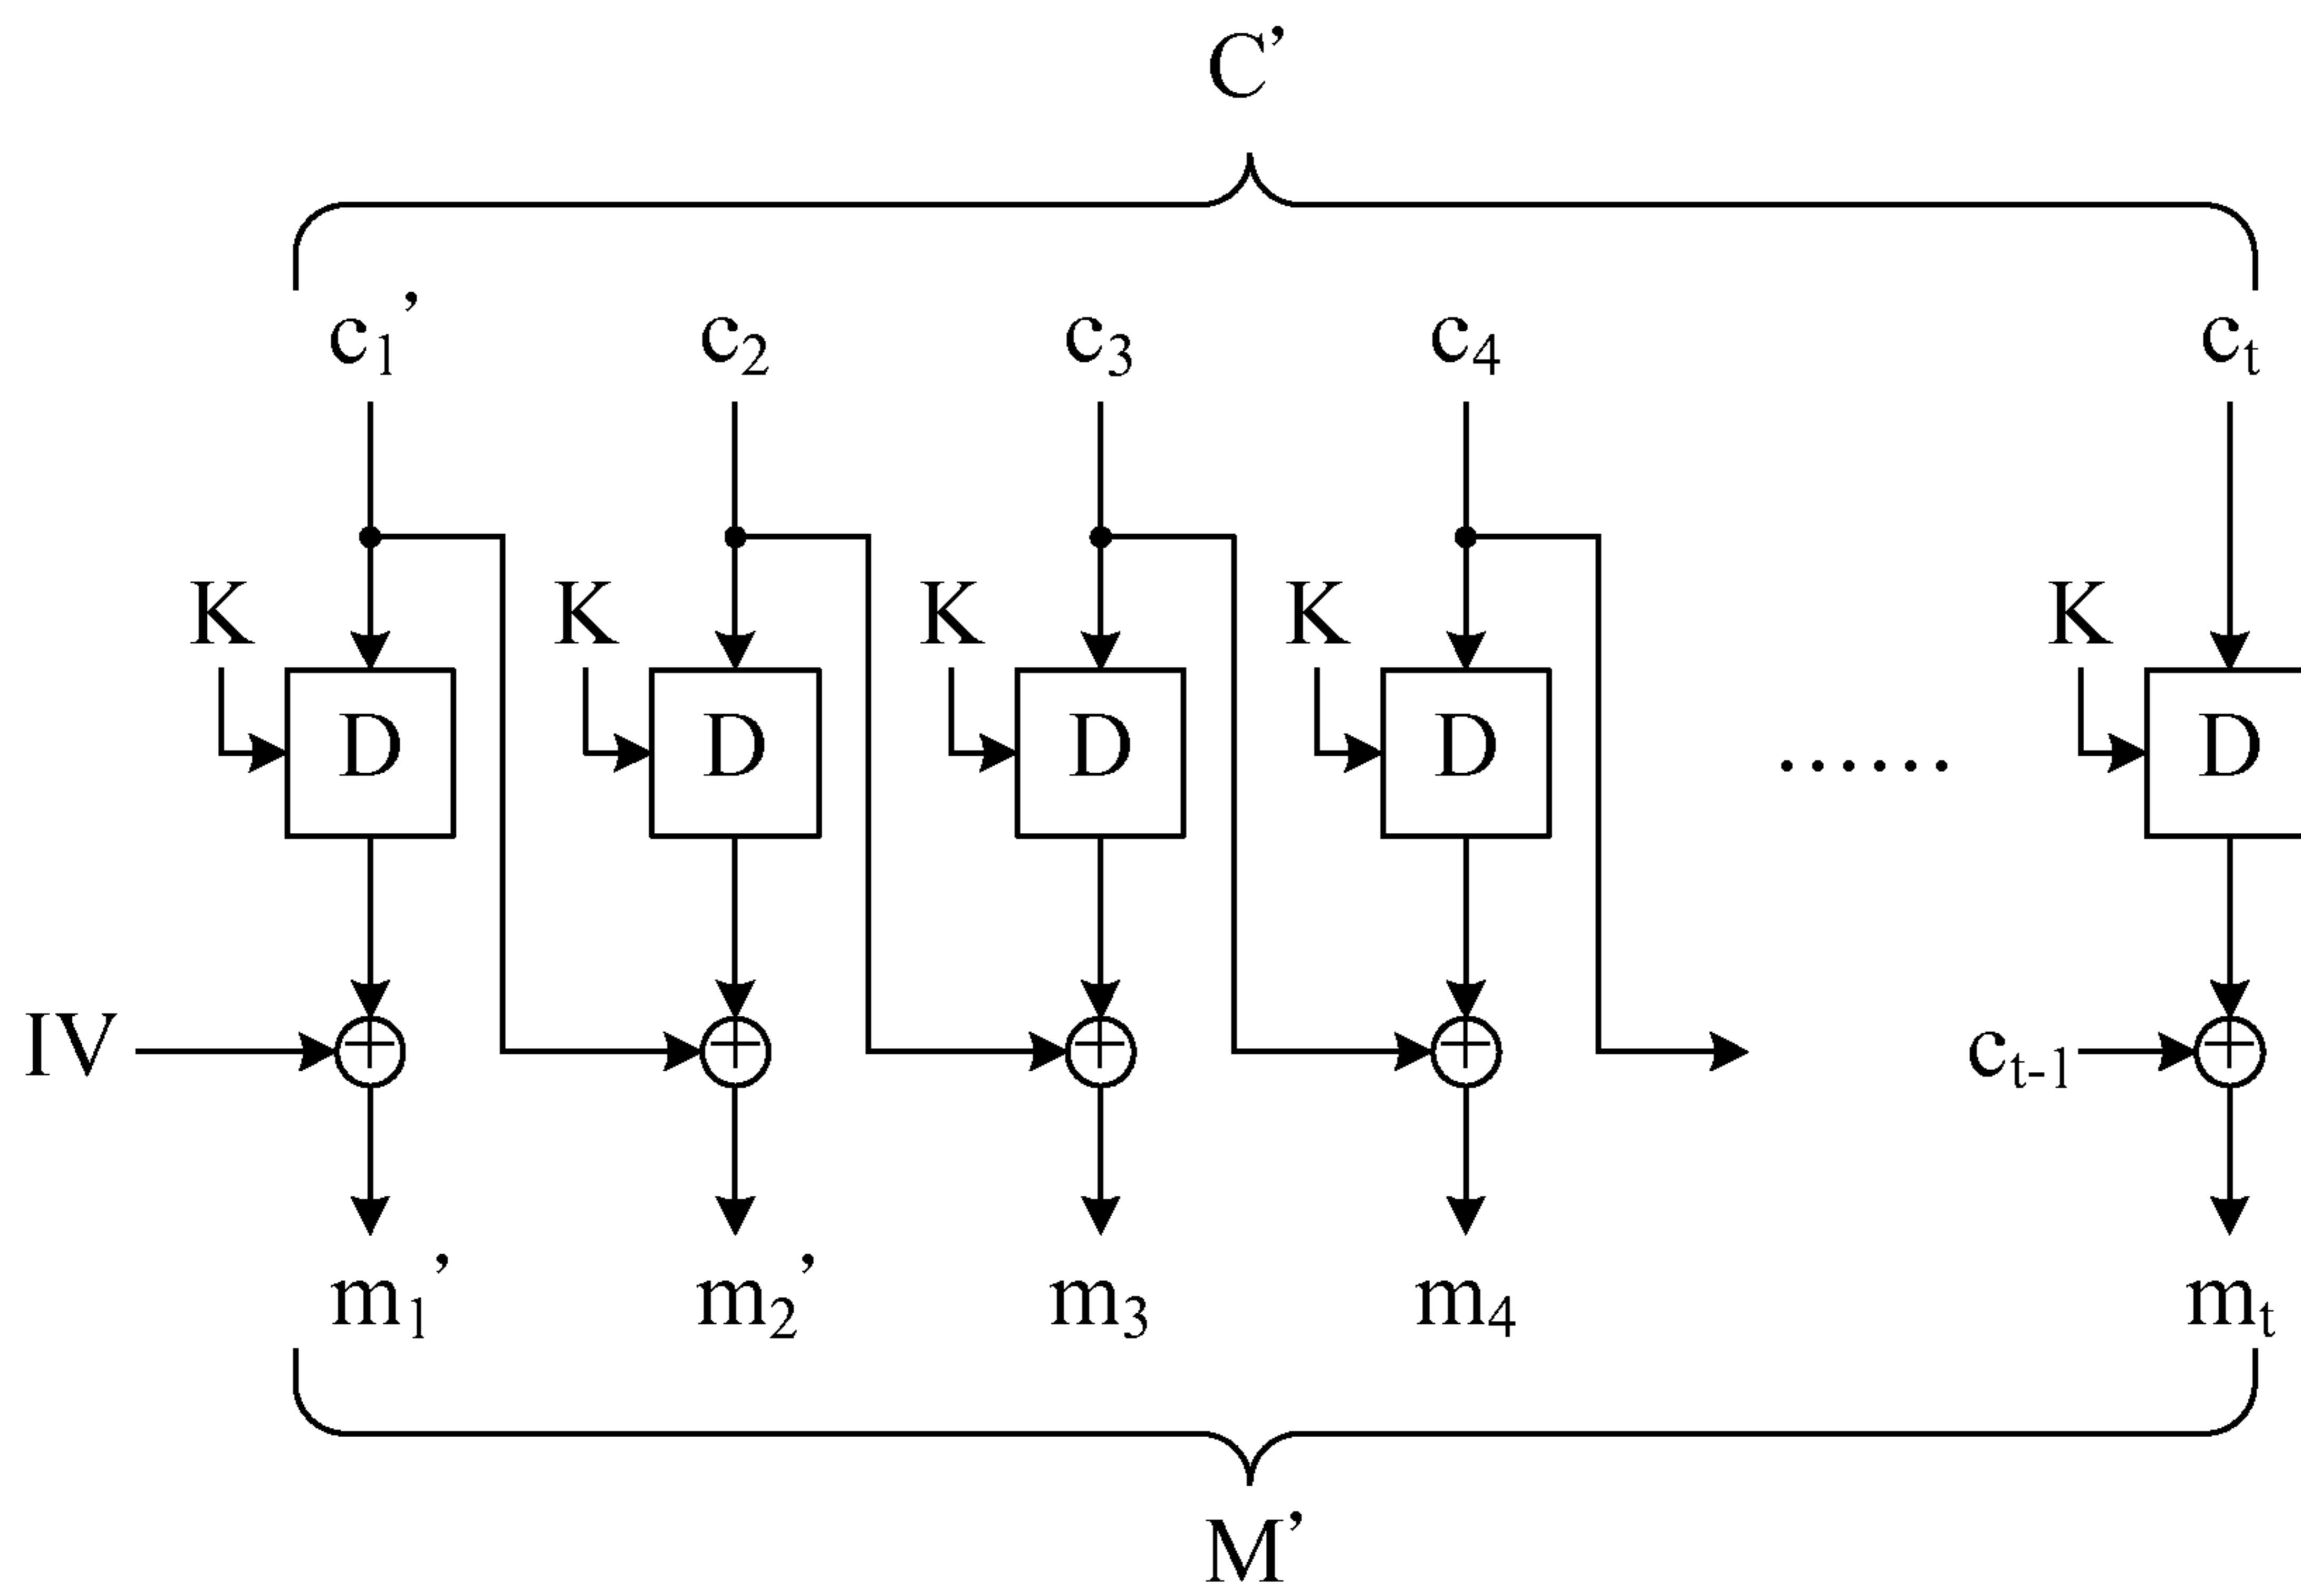 C’
c₁’ c₂ c₃ c₄ cₜ
K K K K K
D D D D ...... D
IV cₜ₋₁
m₁’ m₂’ m₃ m₄ mₜ
M’